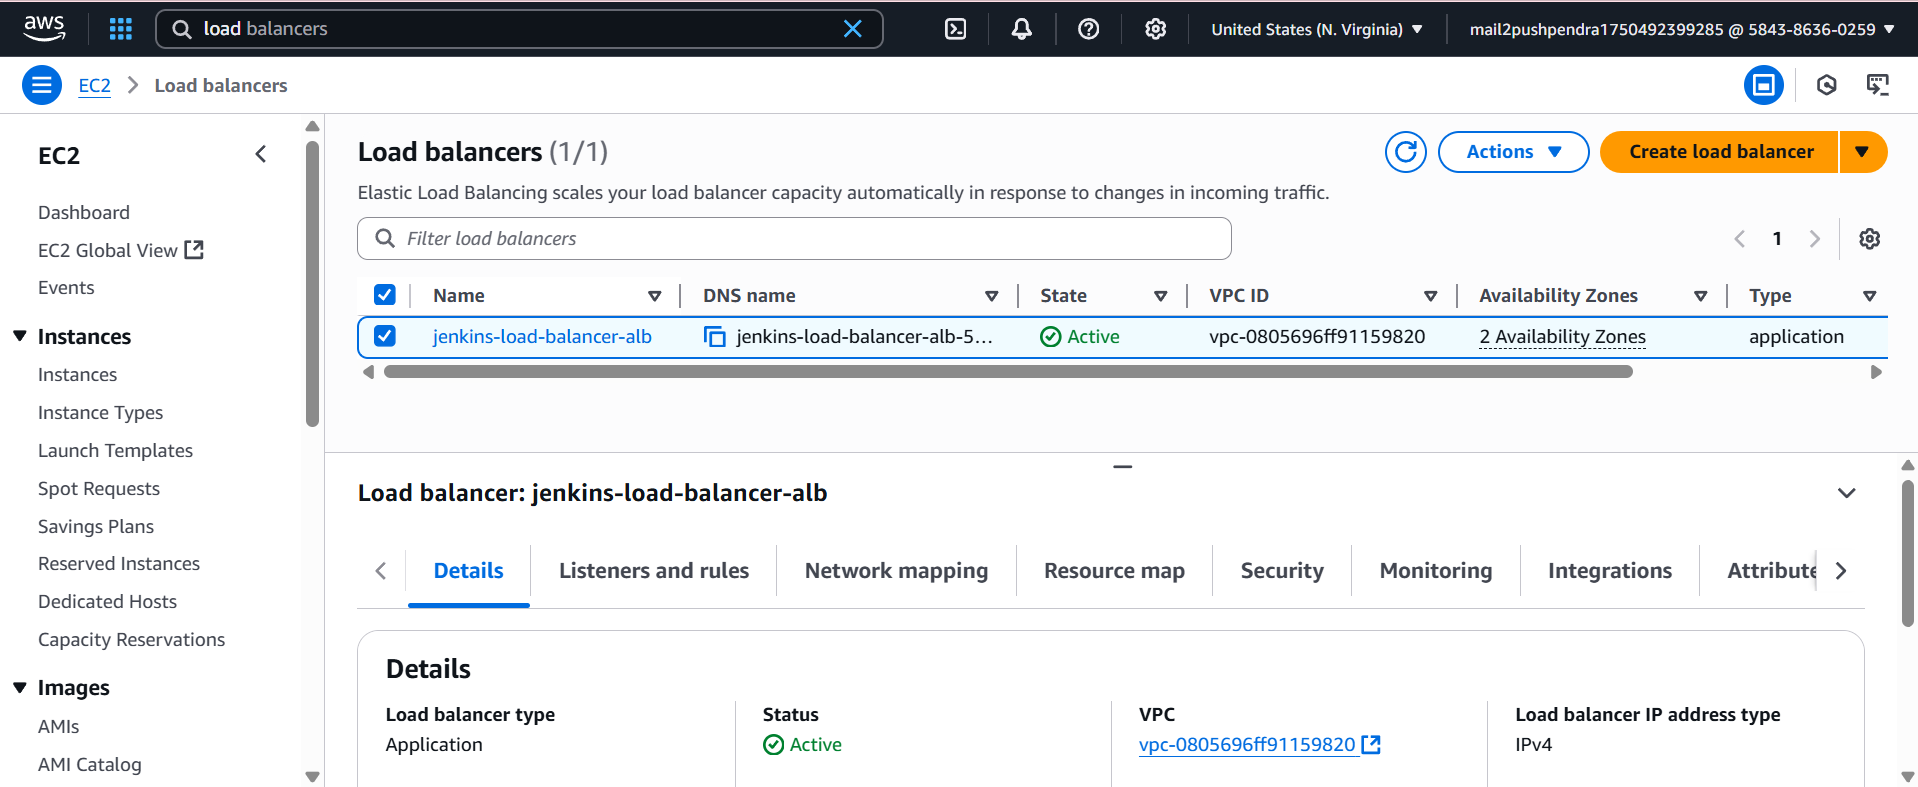 aws
load balancers
United States (N. Virginia)
mail2pushpendra1750492399285 @ 5843-8636-0259
EC2
Load balancers
EC2
Dashboard
EC2 Global View
Events
Instances
Instances
Instance Types
Launch Templates
Spot Requests
Savings Plans
Reserved Instances
Dedicated Hosts
Capacity Reservations
Images
AMIs
AMI Catalog
Load balancers (1/1)
Actions
Create load balancer
Elastic Load Balancing scales your load balancer capacity automatically in response to changes in incoming traffic.
Filter load balancers
1
Name DNS name State VPC ID Availability Zones Type
jenkins-load-balancer-alb jenkins-load-balancer-alb-5... Active vpc-0805696ff91159820 2 Availability Zones application
Load balancer: jenkins-load-balancer-alb
Details Listeners and rules Network mapping Resource map Security Monitoring Integrations Attribute
Details
Load balancer type
Application
Status
Active
VPC
vpc-0805696ff91159820
Load balancer IP address type
IPv4